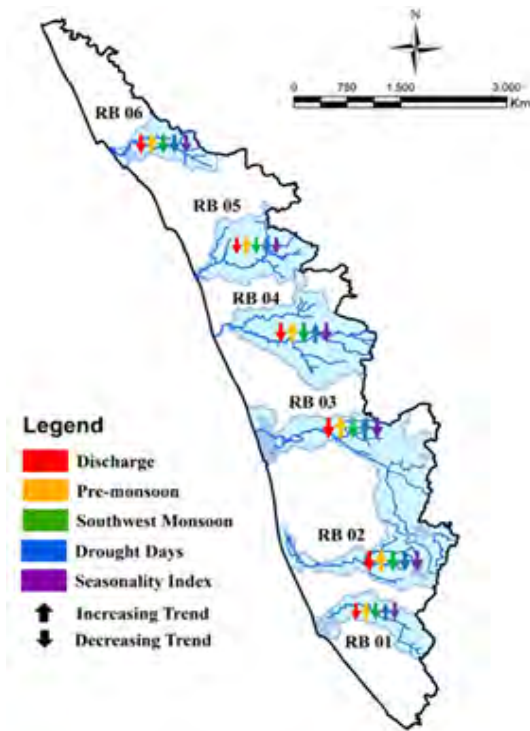 N
0 750 1,500 3,000
Km
RB 06
RB 05
RB 04
RB 03
RB 02
RB 01
Legend
Discharge
Pre-monsoon
Southwest Monsoon
Drought Days
Seasonality Index
Increasing Trend
Decreasing Trend